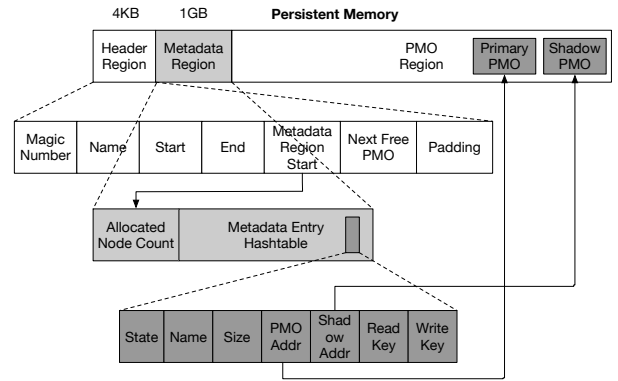 4KB 1GB Persistent Memory
Header Region
Metadata Region
PMO Region
Primary PMO
Shadow PMO
Magic Number
Name
Start
End
Metadata Region Start
Next Free PMO
Padding
Allocated Node Count
Metadata Entry Hashtable
State
Name
Size
PMO Addr
Shad ow Addr
Read Key
Write Key